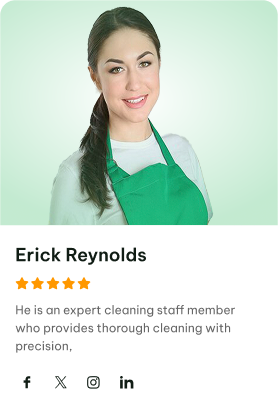 Erick Reynolds
He is an expert cleaning staff member
who provides thorough cleaning with
precision,